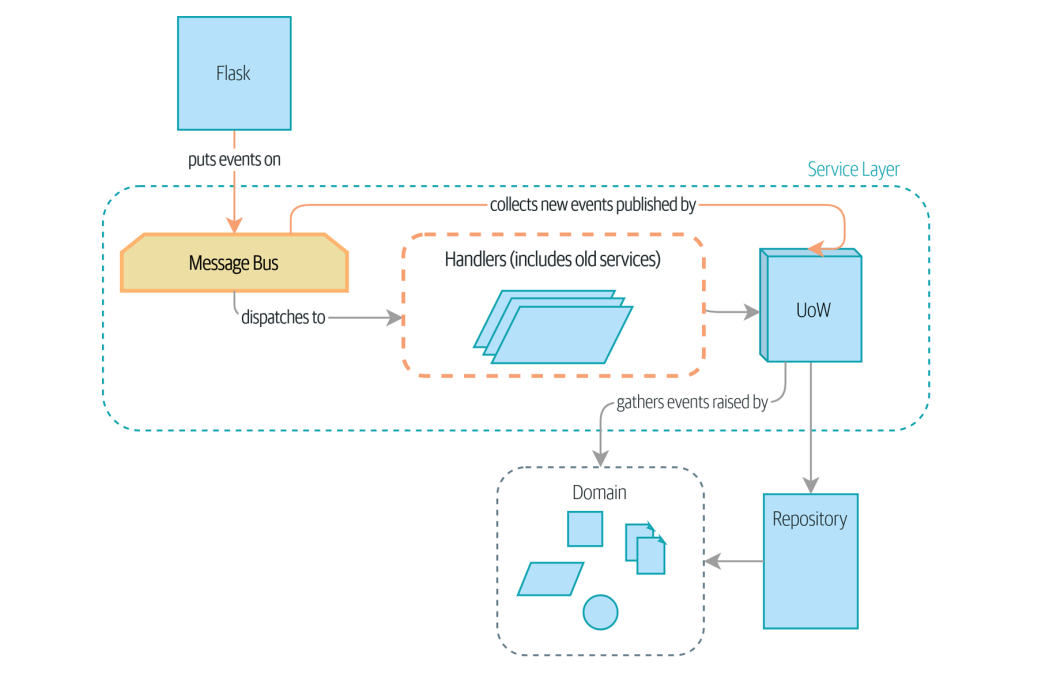 Flask
puts events on
Service Layer
collects new events published by
Message Bus
Handlers (includes old services)
UoW
dispatches to
gathers events raised by
Domain
Repository